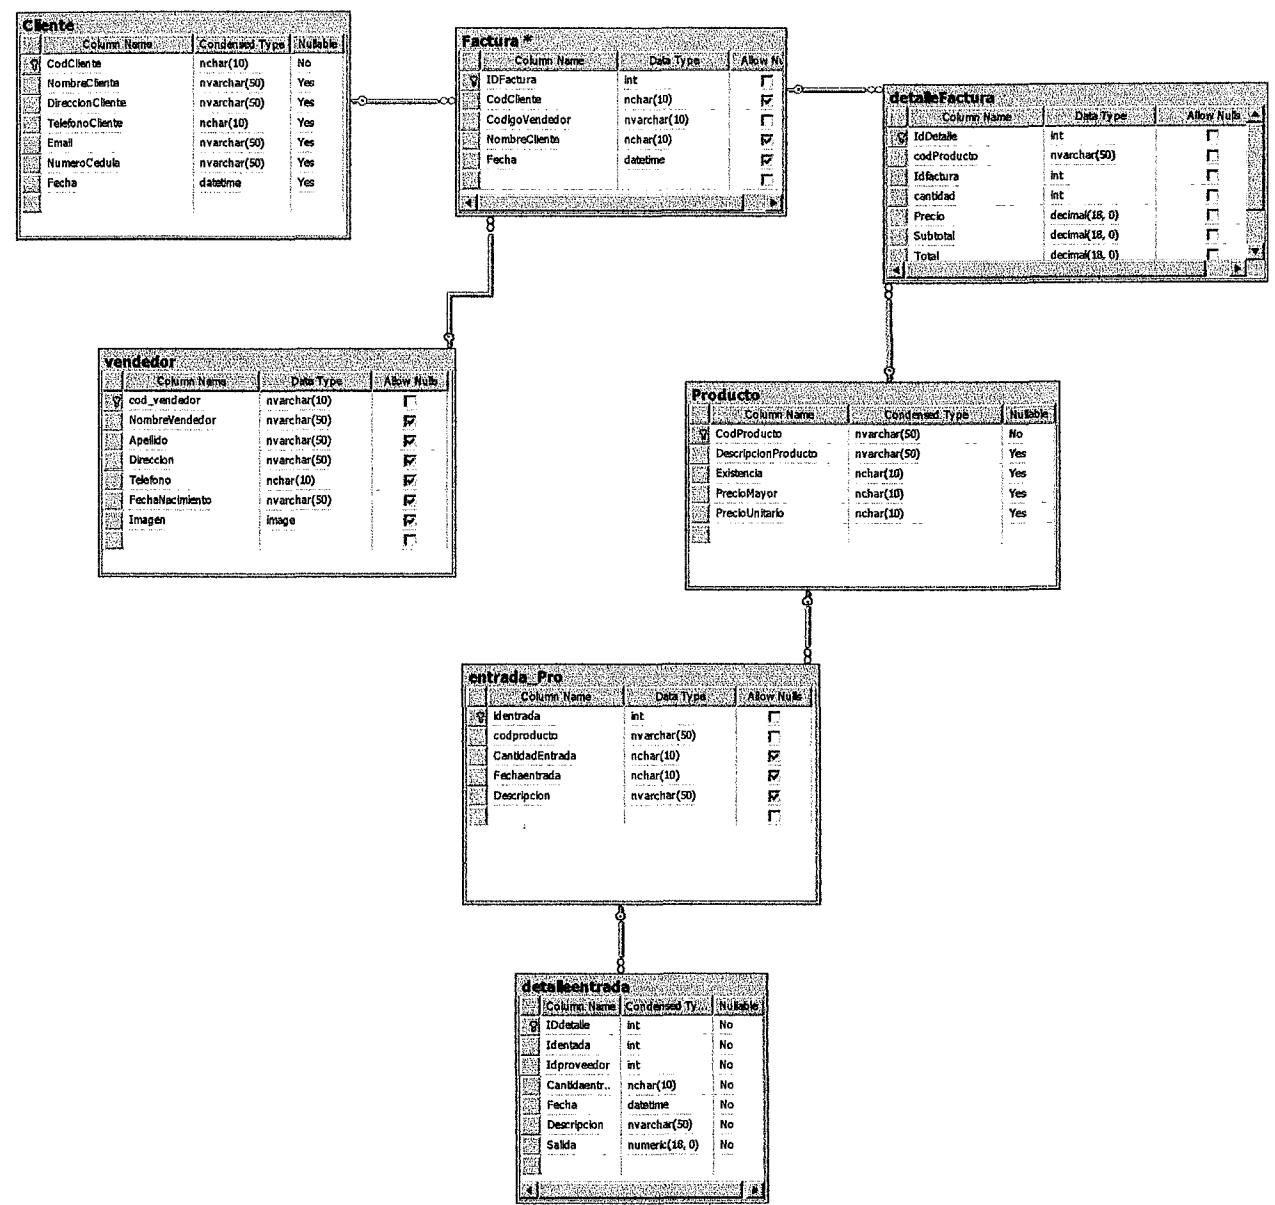 Cliente
Column Name Condensed Type Nullable
CodCliente nchar(10) No
NombreCliente nvarchar(50) Yes
DireccionCliente nvarchar(50) Yes
TelefonoCliente nchar(10) Yes
Email nvarchar(50) Yes
NumeroCedula nvarchar(50) Yes
Fecha datetime Yes
Factura *
Column Name Data Type Allow Nu
IDFactura int
CodCliente nchar(10)
CodigoVendedor nvarchar(10)
NombreCliente nchar(10)
Fecha datetime
detalleFactura
Column Name Data Type Allow Nulls
IdDetalle int
codProducto nvarchar(50)
Idfactura int
cantidad int
Precio decimal(18, 0)
Subtotal decimal(18, 0)
Total decimal(18, 0)
vendedor
Column Name Data Type Allow Nulls
cod_vendedor nvarchar(10)
NombreVendedor nvarchar(50)
Apellido nvarchar(50)
Direccion nvarchar(50)
Telefono nchar(10)
FechaNacimiento nvarchar(50)
Imagen image
Producto
Column Name Condensed Type Nullable
CodProducto nvarchar(50) No
DescripcionProducto nvarchar(50) Yes
Existencia nchar(10) Yes
PrecioMayor nchar(10) Yes
PrecioUnitario nchar(10) Yes
entrada_Pro
Column Name Data Type Allow Nulls
Identrada int
codproducto nvarchar(50)
CantidadEntrada nchar(10)
Fechaentrada nchar(10)
Descripcion nvarchar(50)
detalleentrada
Column Name Condensed Ty... Nullable
IDdetalle int No
Identada int No
Idproveedor int No
Cantidaentr.. nchar(10) No
Fecha datetime No
Descripcion nvarchar(50) No
Salida numeric(18, 0) No